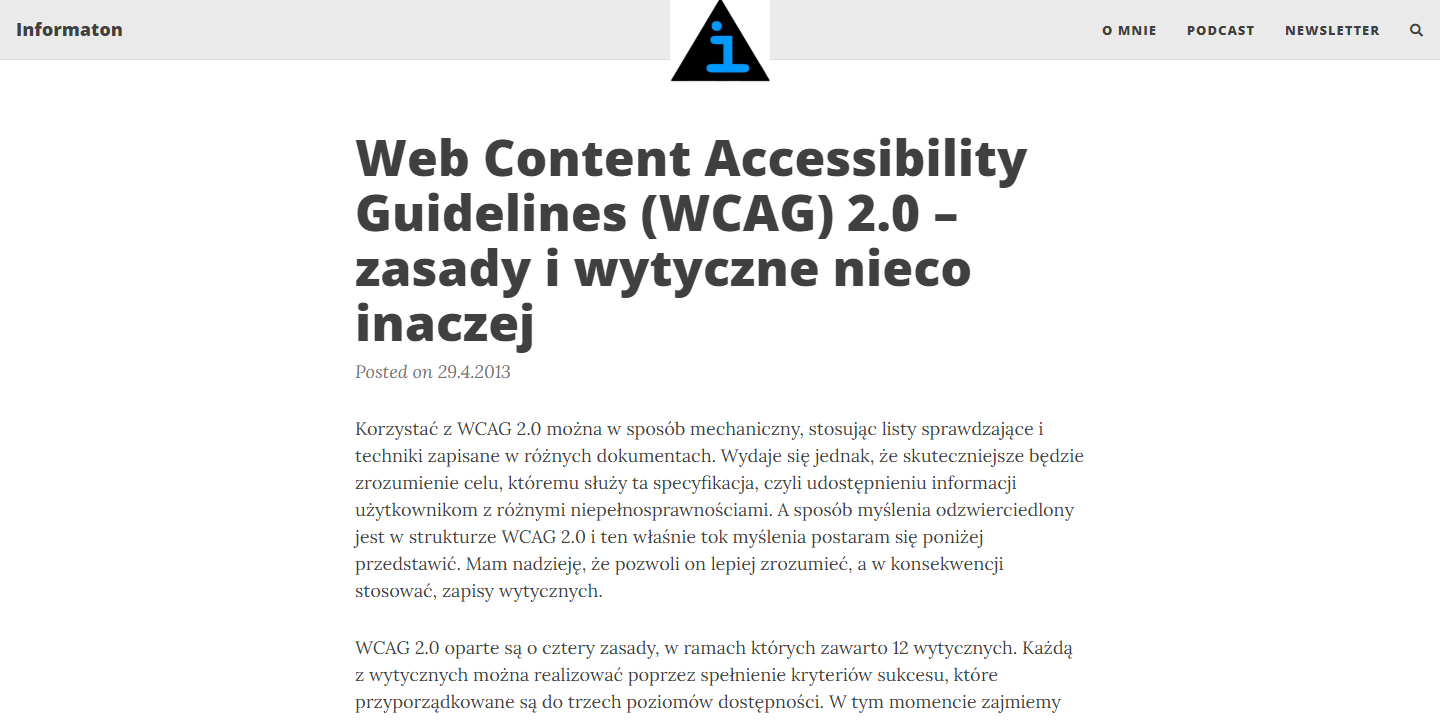 Informaton
i
O MNIE
PODCAST
NEWSLETTER
Web Content Accessibility
Guidelines (WCAG) 2.0 –
zasady i wytyczne nieco
inaczej
Posted on 29.4.2013
Korzystać z WCAG 2.0 można w sposób mechaniczny, stosując listy sprawdzające i
techniki zapisane w różnych dokumentach. Wydaje się jednak, że skuteczniejsze będzie
zrozumienie celu, któremu służy ta specyfikacja, czyli udostępnieniu informacji
użytkownikom z różnymi niepełnosprawnościami. A sposób myślenia odzwierciedlony
jest w strukturze WCAG 2.0 i ten właśnie tok myślenia postaram się poniżej
przedstawić. Mam nadzieję, że pozwoli on lepiej zrozumieć, a w konsekwencji
stosować, zapisy wytycznych.
WCAG 2.0 oparte są o cztery zasady, w ramach których zawarto 12 wytycznych. Każdą
z wytycznych można realizować poprzez spełnienie kryteriów sukcesu, które
przyporządkowane są do trzech poziomów dostępności. W tym momencie zajmiemy